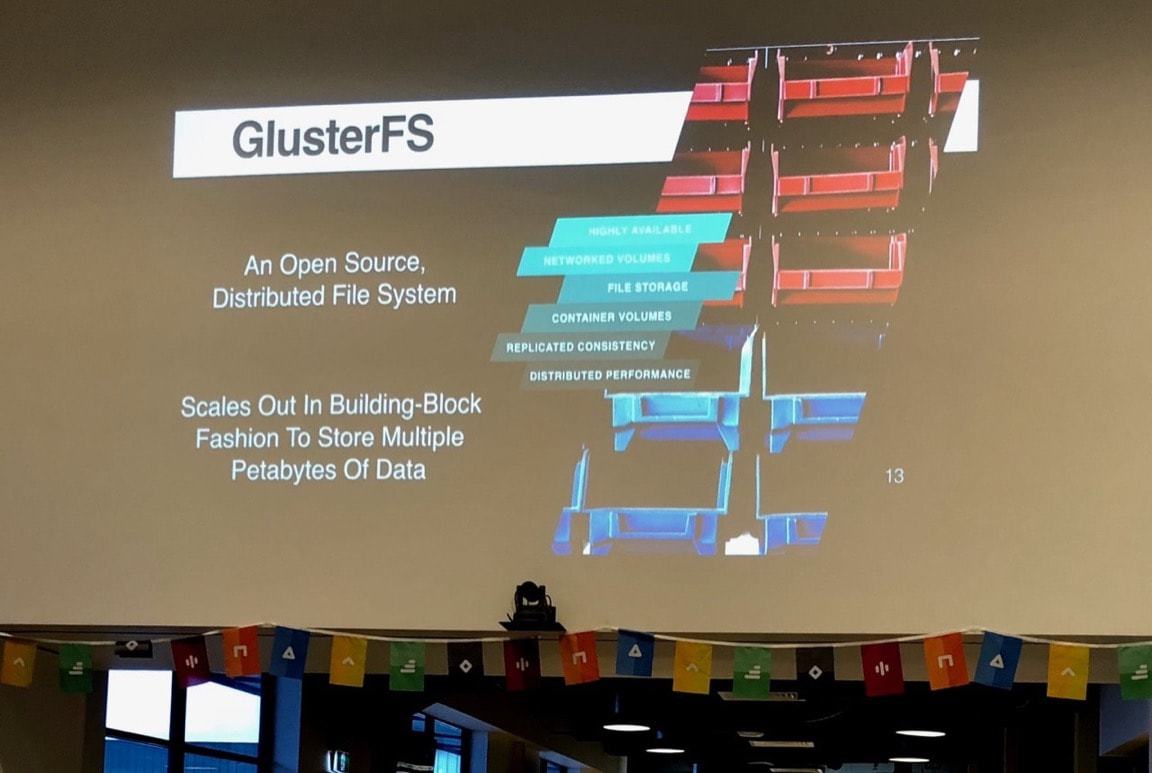 GlusterFS
An Open Source,
Distributed File System
Scales Out In Building-Block
Fashion To Store Multiple
Petabytes Of Data
HIGHLY AVAILABLE
NETWORKED VOLUMES
FILE STORAGE
CONTAINER VOLUMES
REPLICATED CONSISTENCY
DISTRIBUTED PERFORMANCE
13